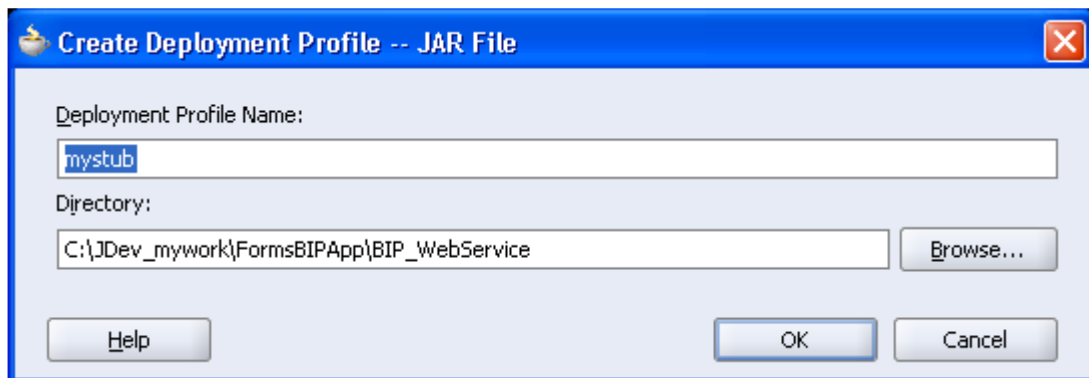 Create Deployment Profile -- JAR File
Deployment Profile Name:
mystub
Directory:
C:\JDev_mywork\FormsBIPApp\BIP_WebService
Browse...
Help
OK
Cancel